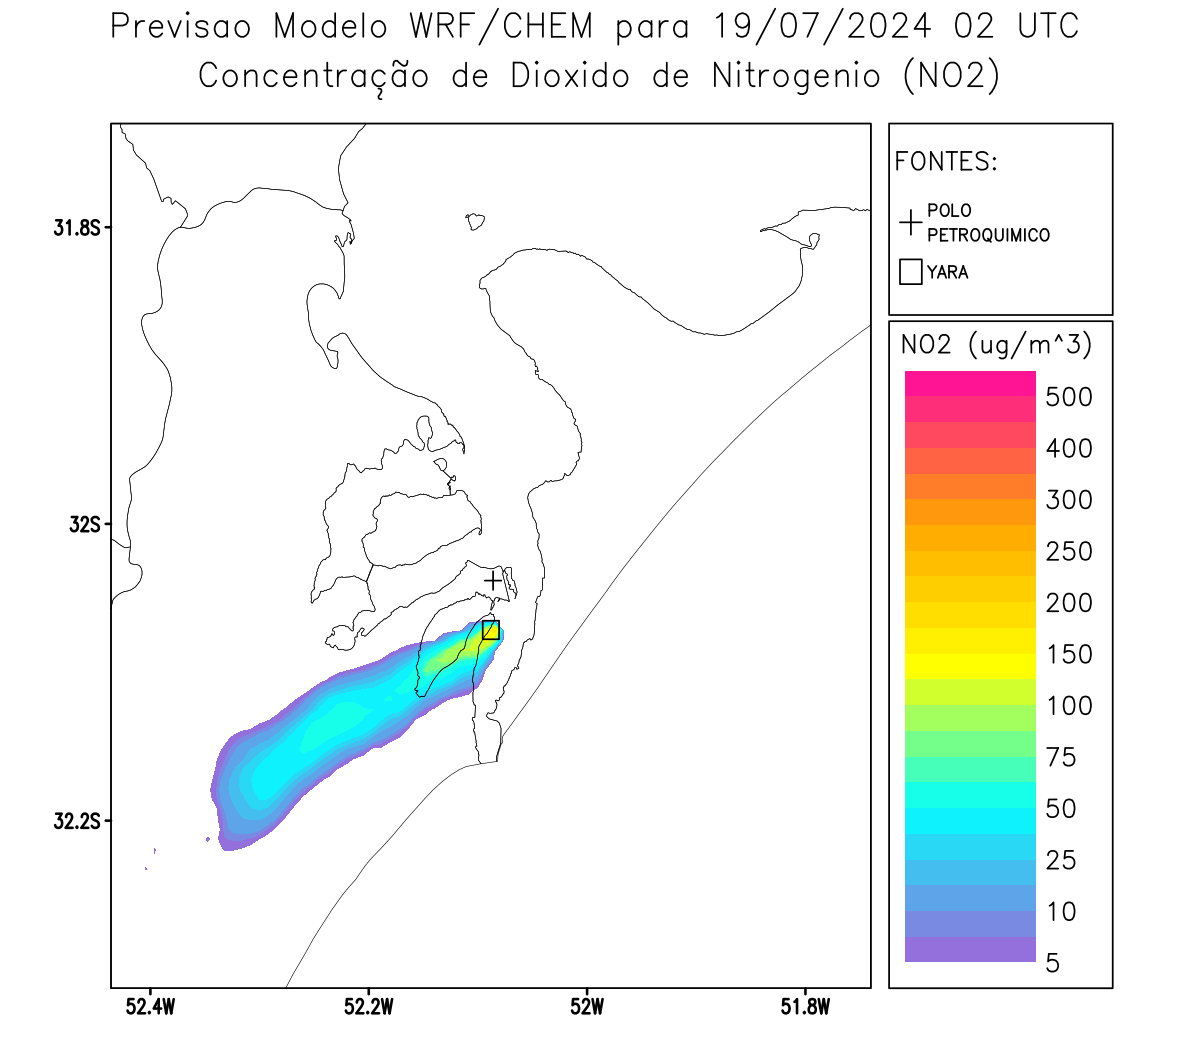 Previsao Modelo WRF/CHEM para 19/07/2024 02 UTC
Concentração de Dioxido de Nitrogenio (NO2)
FONTES:
POLO
PETROQUIMICO
YARA
NO2 (ug/m^3)
500
400
300
250
200
150
100
75
50
25
10
5
31.8S
32S
32.2S
52.4W
52.2W
52W
51.8W